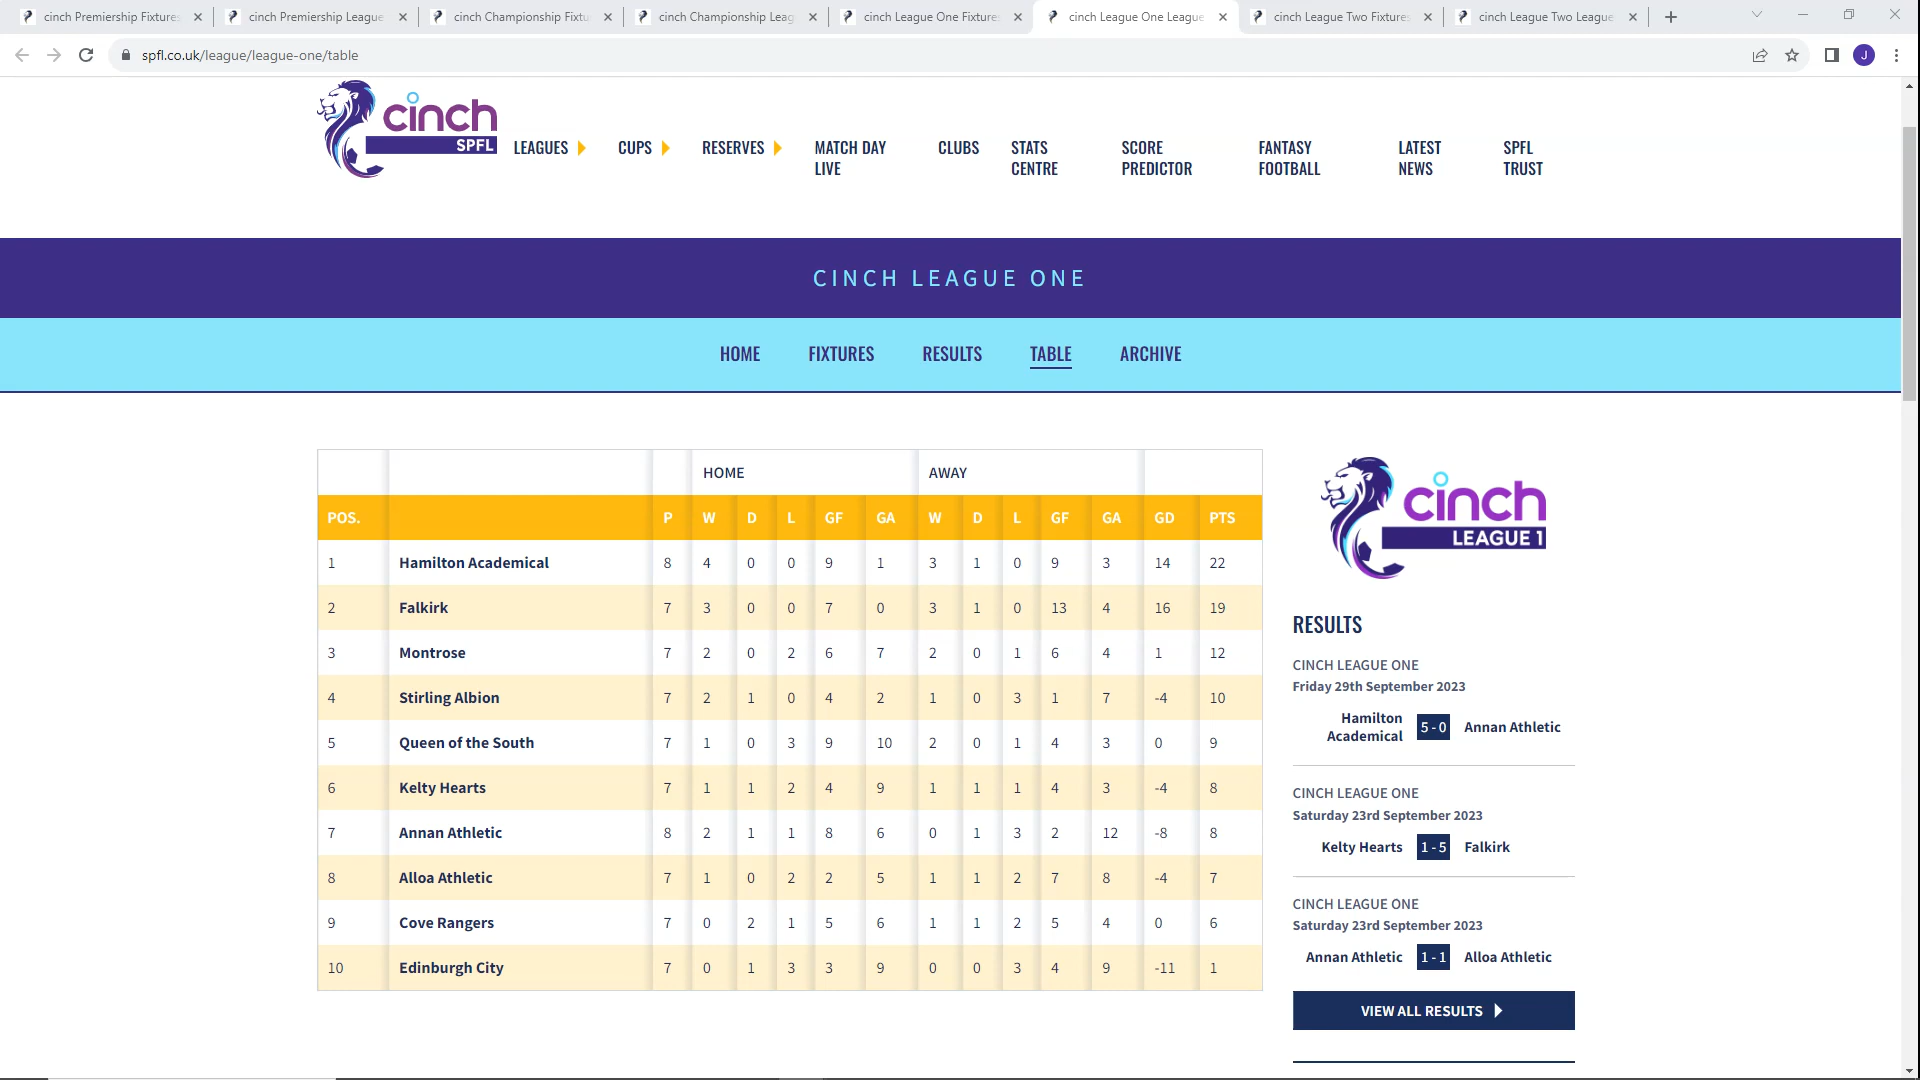 cinch Premiership Fixtures
cinch Premiership League
cinch Championship Fixtu
cinch Championship Leag
cinch League One Fixtures
cinch League One League
cinch League Two Fixtures
cinch League Two League
spfl.co.uk/league/league-one/table
J
cinch
SPFL
LEAGUES
CUPS
RESERVES
MATCH DAY
LIVE
CLUBS
STATS
CENTRE
SCORE
PREDICTOR
FANTASY
FOOTBALL
LATEST
NEWS
SPFL
TRUST
CINCH LEAGUE ONE
HOME FIXTURES RESULTS TABLE ARCHIVE
HOME AWAY
POS. P W D L GF GA W D L GF GA GD PTS
1 Hamilton Academical 8 4 0 0 9 1 3 1 0 9 3 14 22
2 Falkirk 7 3 0 0 7 0 3 1 0 13 4 16 19
3 Montrose 7 2 0 2 6 7 2 0 1 6 4 1 12
4 Stirling Albion 7 2 1 0 4 2 1 0 3 1 7 -4 10
5 Queen of the South 7 1 0 3 9 10 2 0 1 4 3 0 9
6 Kelty Hearts 7 1 1 2 4 9 1 1 1 4 3 -4 8
7 Annan Athletic 8 2 1 1 8 6 0 1 3 2 12 -8 8
8 Alloa Athletic 7 1 0 2 2 5 1 1 2 7 8 -4 7
9 Cove Rangers 7 0 2 1 5 6 1 1 2 5 4 0 6
10 Edinburgh City 7 0 1 3 3 9 0 0 3 4 9 -11 1
cinch
LEAGUE 1
RESULTS
CINCH LEAGUE ONE
Friday 29th September 2023
Hamilton
Academical 5 - 0 Annan Athletic
CINCH LEAGUE ONE
Saturday 23rd September 2023
Kelty Hearts 1 - 5 Falkirk
CINCH LEAGUE ONE
Saturday 23rd September 2023
Annan Athletic 1 - 1 Alloa Athletic
VIEW ALL RESULTS